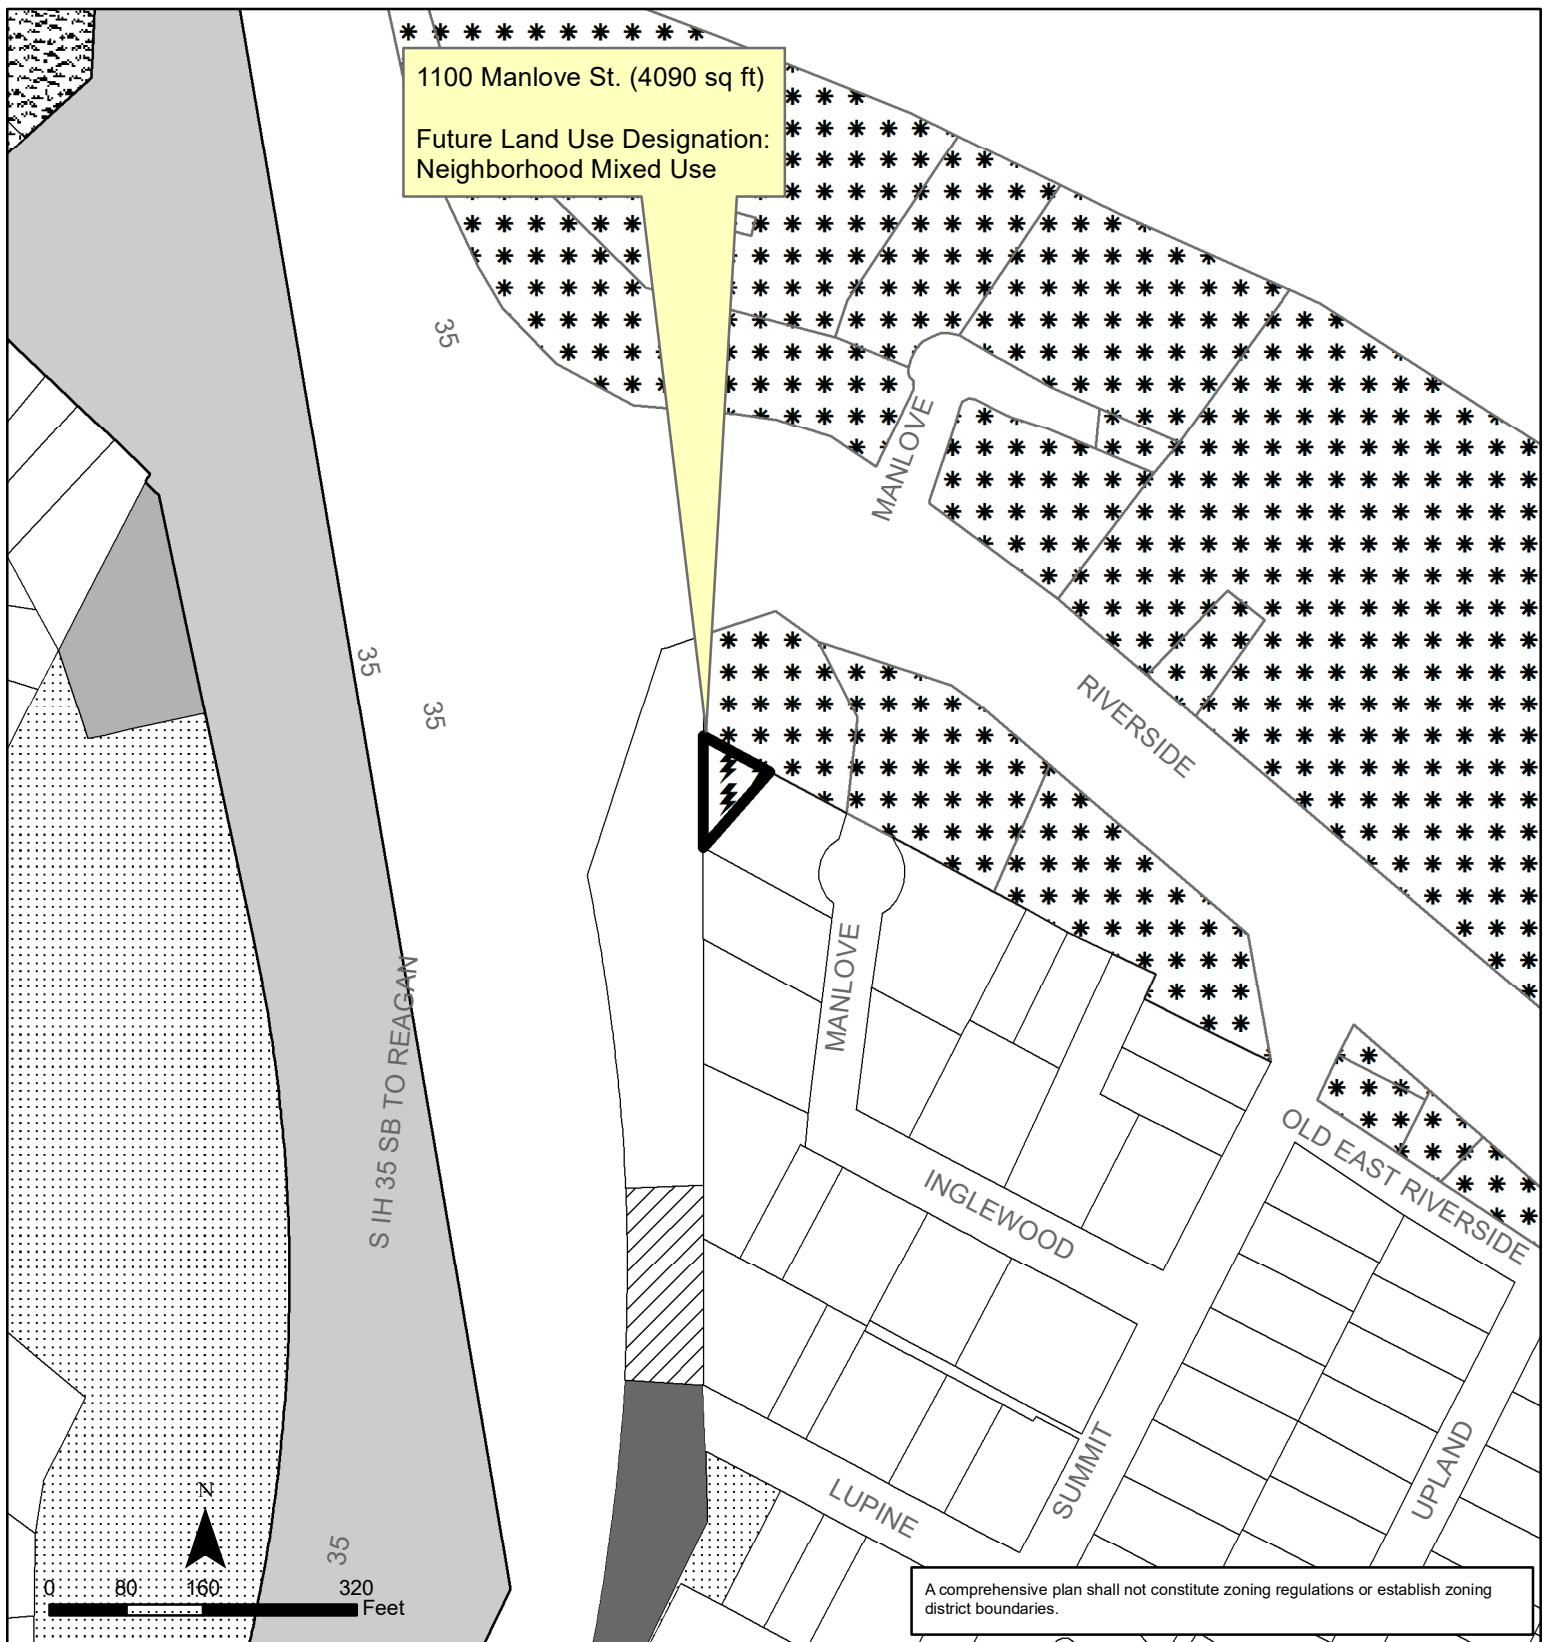 1100 Manlove St. (4090 sq ft)
Future Land Use Designation:
Neighborhood Mixed Use
35
MANLOVE
35
35
RIVERSIDE
MANLOVE
S IH 35 SB TO REAGAN
OLD EAST RIVERSIDE
INGLEWOOD
SUMMIT
UPLAND
LUPINE
N
35
0 80 160 320
Feet
A comprehensive plan shall not constitute zoning regulations or establish zoning
district boundaries.